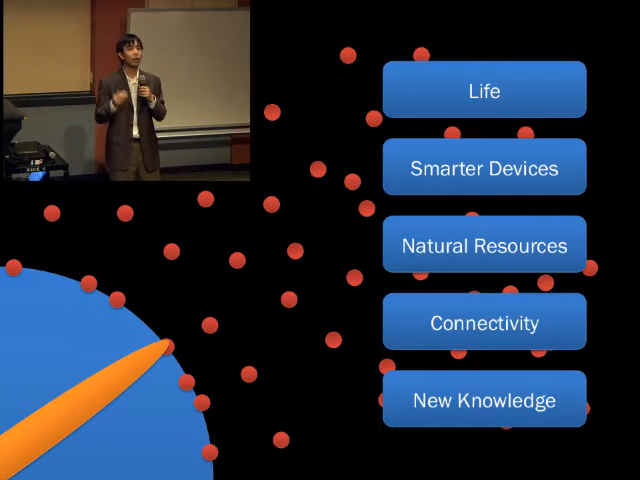 Life
Smarter Devices
Natural Resources
Connectivity
New Knowledge